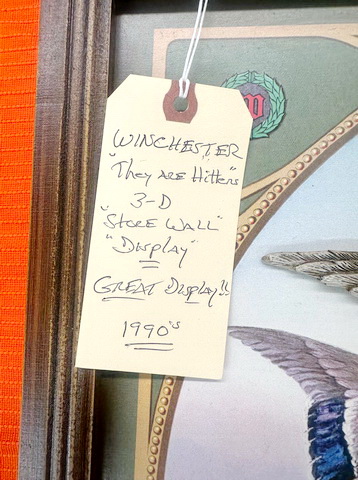 WINCHESTER
"They ARE Hitters
3-D
"STORE WALL"
"Display"
GREAT Display!!
1990's